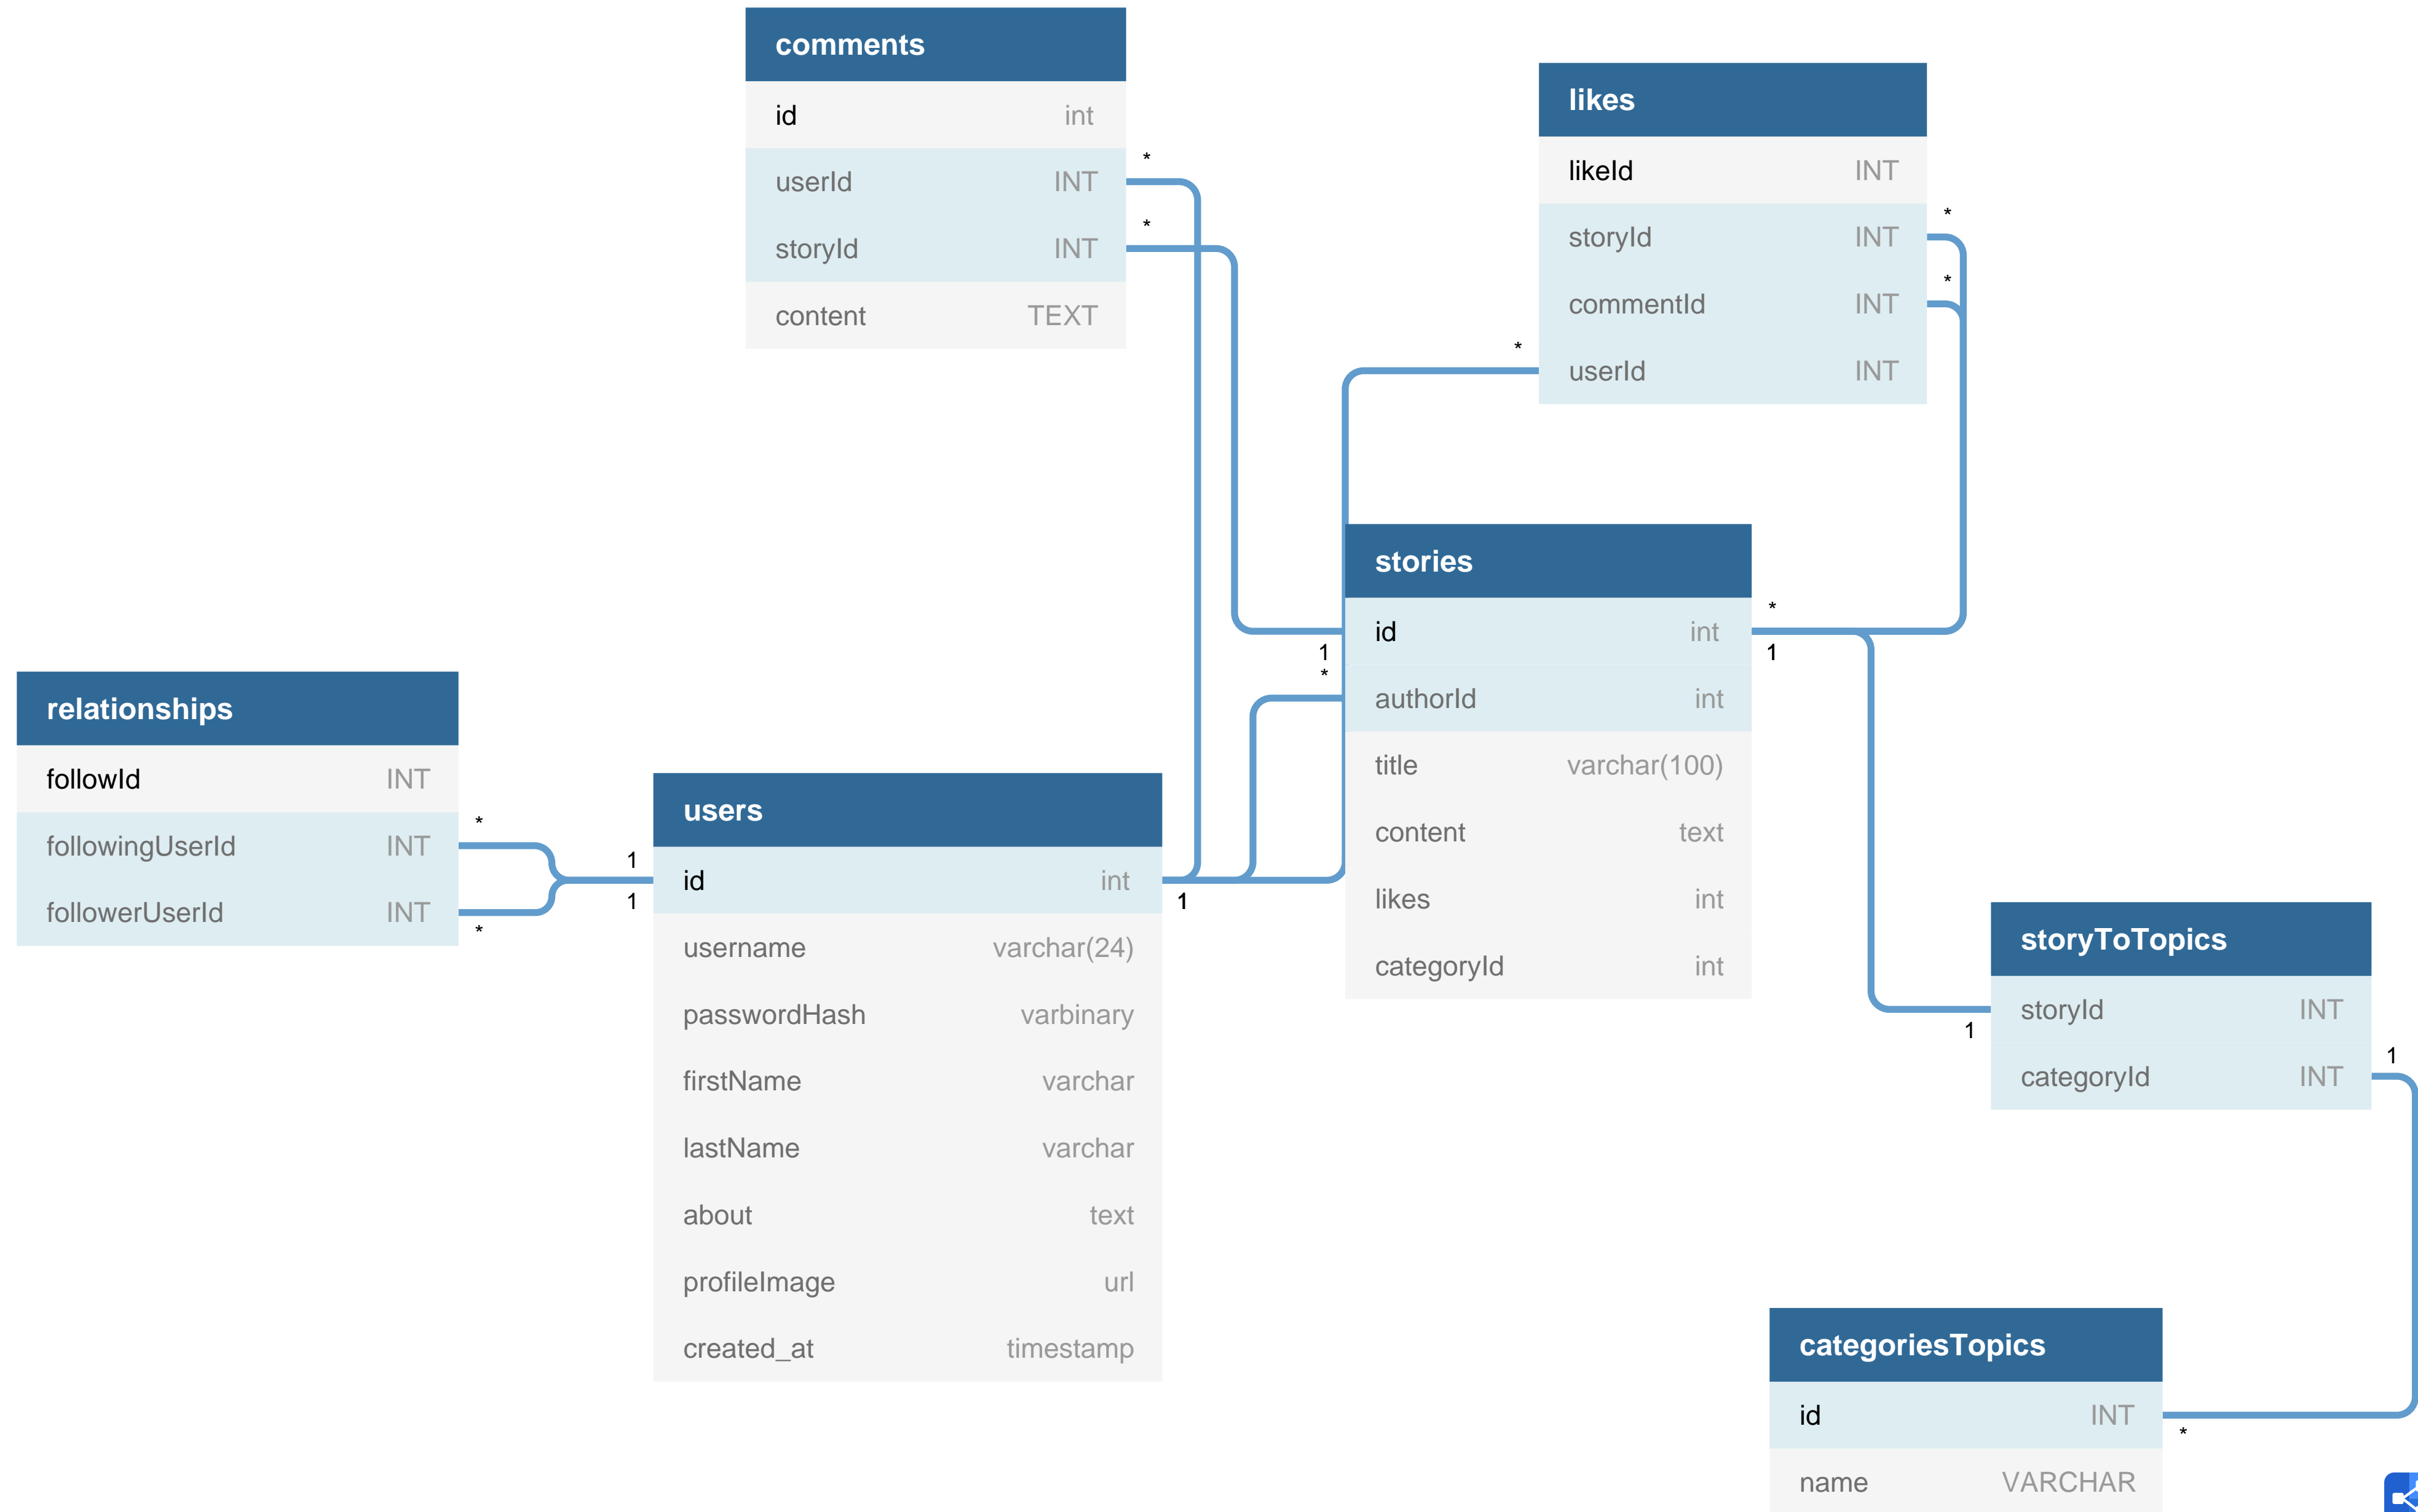 comments
id int
userId INT *
storyId INT *
content TEXT
likes
likeId INT
storyId INT *
commentId INT *
* userId INT
stories
* 
1 id int 1
* authorId int
title varchar(100)
content text
likes int
categoryId int
relationships
followId INT
followingUserId INT *
followerUserId INT *
users
1
id int
1 1
username varchar(24)
passwordHash varbinary
firstName varchar
lastName varchar
about text
profileImage url
created_at timestamp
storyToTopics
storyId INT
1 1
categoryId INT
categoriesTopics
id INT *
name VARCHAR